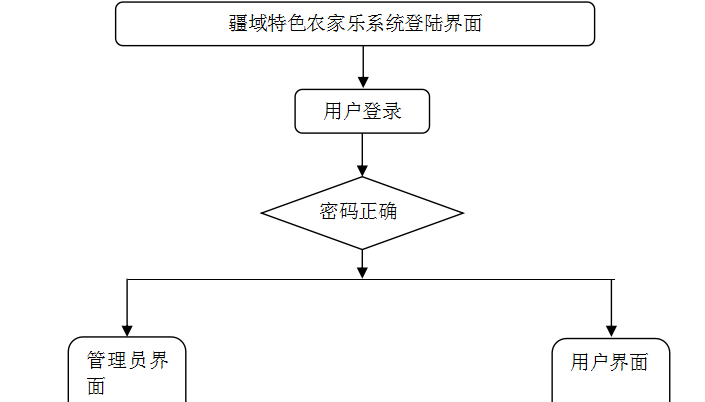 疆域特色农家乐系统登陆界面
用户登录
密码正确
管理员界
面
用户界面